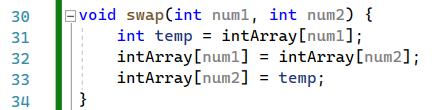 30 void swap(int num1, int num2) {
31     int temp = intArray[num1];
32     intArray[num1] = intArray[num2];
33     intArray[num2] = temp;
34 }